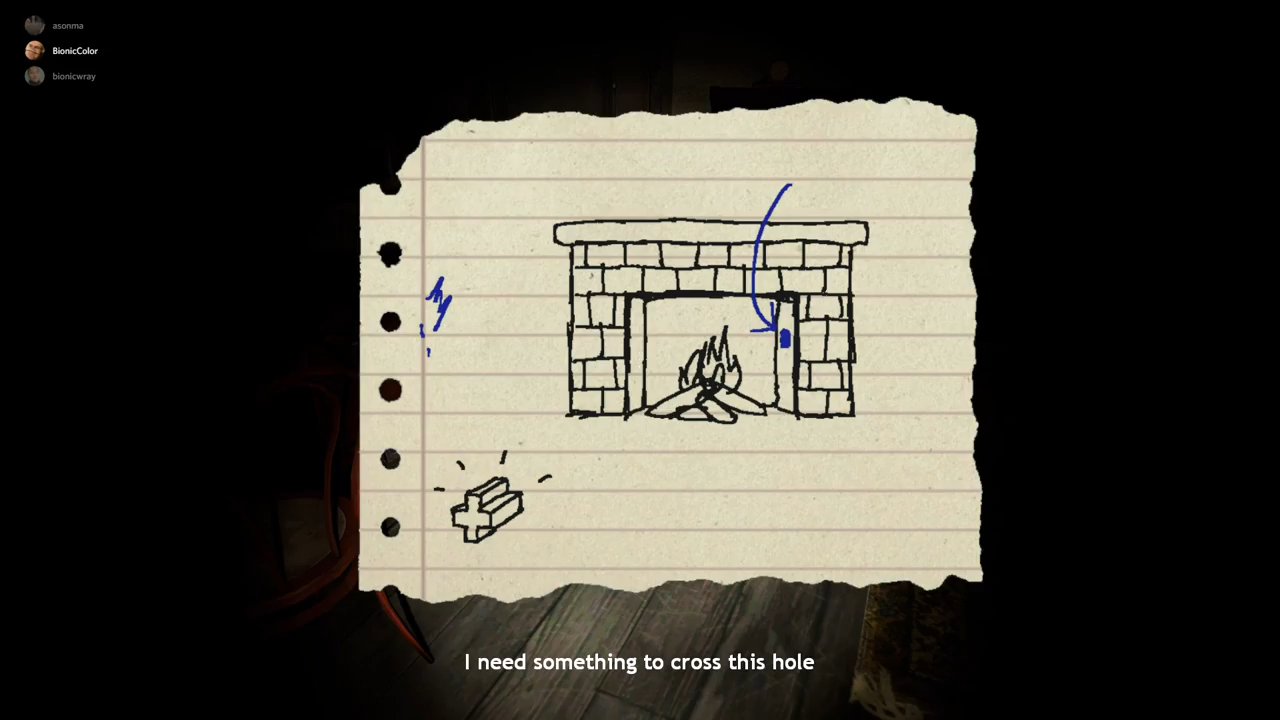 asonma
BionicColor
bionicwray
I need something to cross this hole